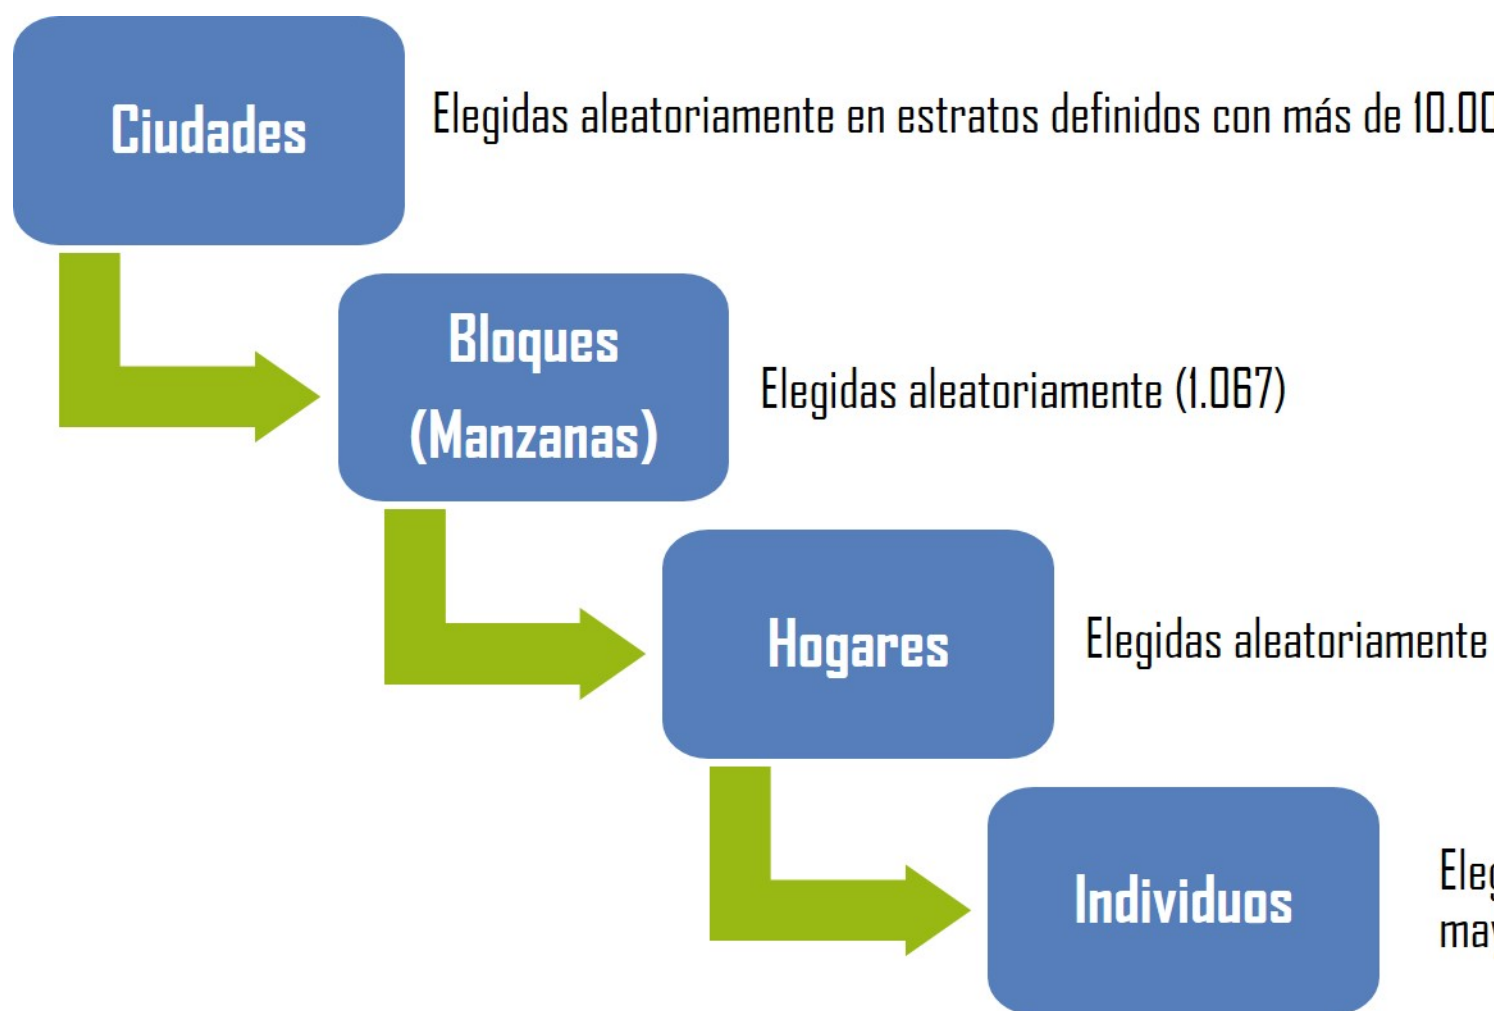 Ciudades
Elegidas aleatoriamente en estratos definidos con más de
Bloques
(Manzanas)
Elegidas aleatoriamente (1.067)
Hogares
Elegidas aleatoriamente
Individuos